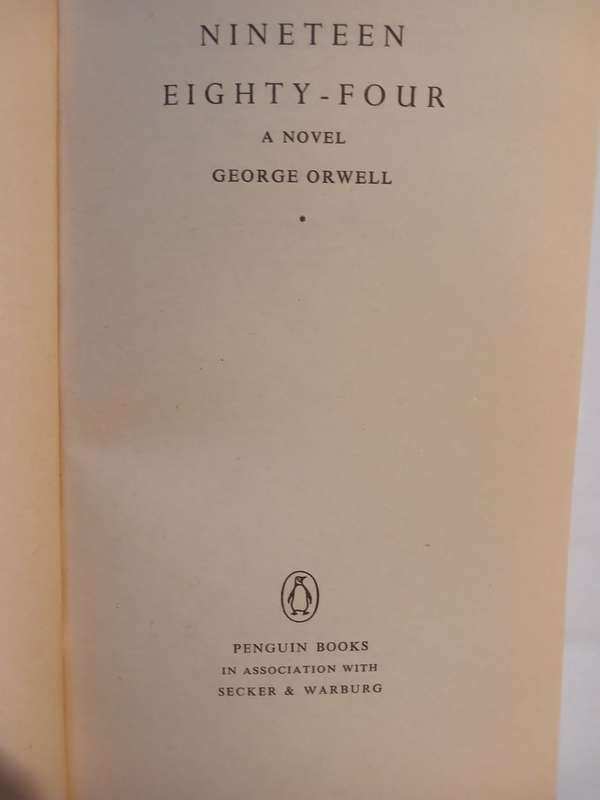 NINETEEN
EIGHTY-FOUR
A NOVEL
GEORGE ORWELL
PENGUIN BOOKS
IN ASSOCIATION WITH
SECKER & WARBURG